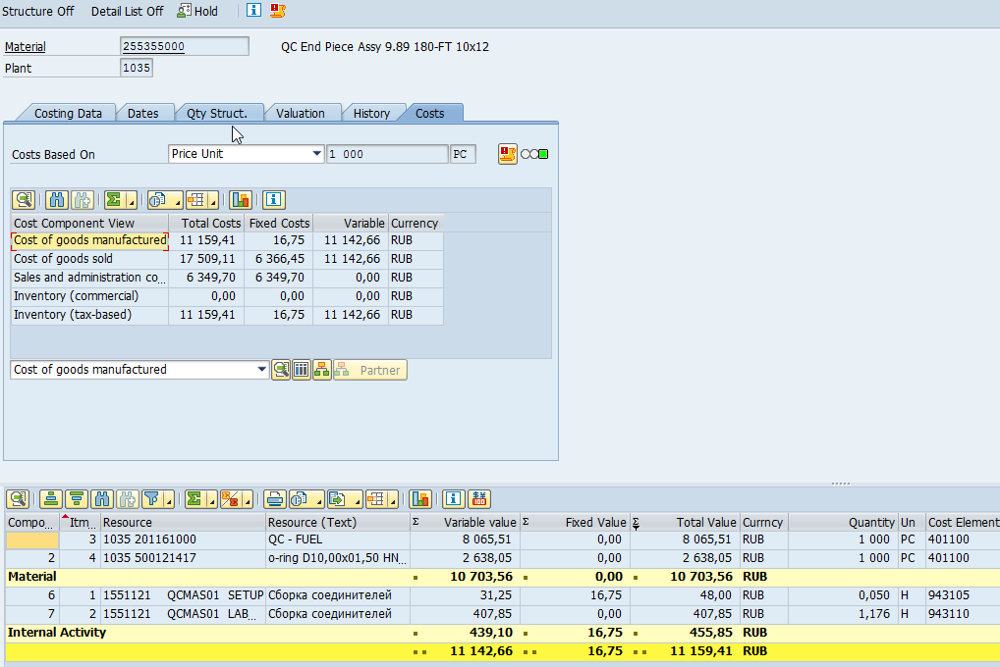 Structure Off Detail List Off Hold
Material 255355000 QC End Piece Assy 9.89 180-FT 10x12
Plant 1035
Costing Data Dates Qty Struct. Valuation History Costs
Costs Based On Price Unit 1 000 PC
Cost Component View Total Costs Fixed Costs Variable Currency
Cost of goods manufactured 11 159,41 16,75 11 142,66 RUB
Cost of goods sold 17 509,11 6 366,45 11 142,66 RUB
Sales and administration co... 6 349,70 6 349,70 0,00 RUB
Inventory (commercial) 0,00 0,00 0,00 RUB
Inventory (tax-based) 11 159,41 16,75 11 142,66 RUB
Cost of goods manufactured Partner
Compo... Itm... Resource Resource (Text) Σ Variable value Σ Fixed Value Σ Total Value Currncy Quantity Un Cost Element
3 1035 201161000 QC - FUEL 8 065,51 0,00 8 065,51 RUB 1 000 PC 401100
2 4 1035 500121417 o-ring D10,00x01,50 HN... 2 638,05 0,00 2 638,05 RUB 1 000 PC 401100
Material 10 703,56 0,00 10 703,56 RUB
6 1 1551121 QCMAS01 SETUP Сборка соединителей 31,25 16,75 48,00 RUB 0,050 H 943105
7 2 1551121 QCMAS01 LAB... Сборка соединителей 407,85 0,00 407,85 RUB 1,176 H 943110
Internal Activity 439,10 16,75 455,85 RUB
11 142,66 16,75 11 159,41 RUB